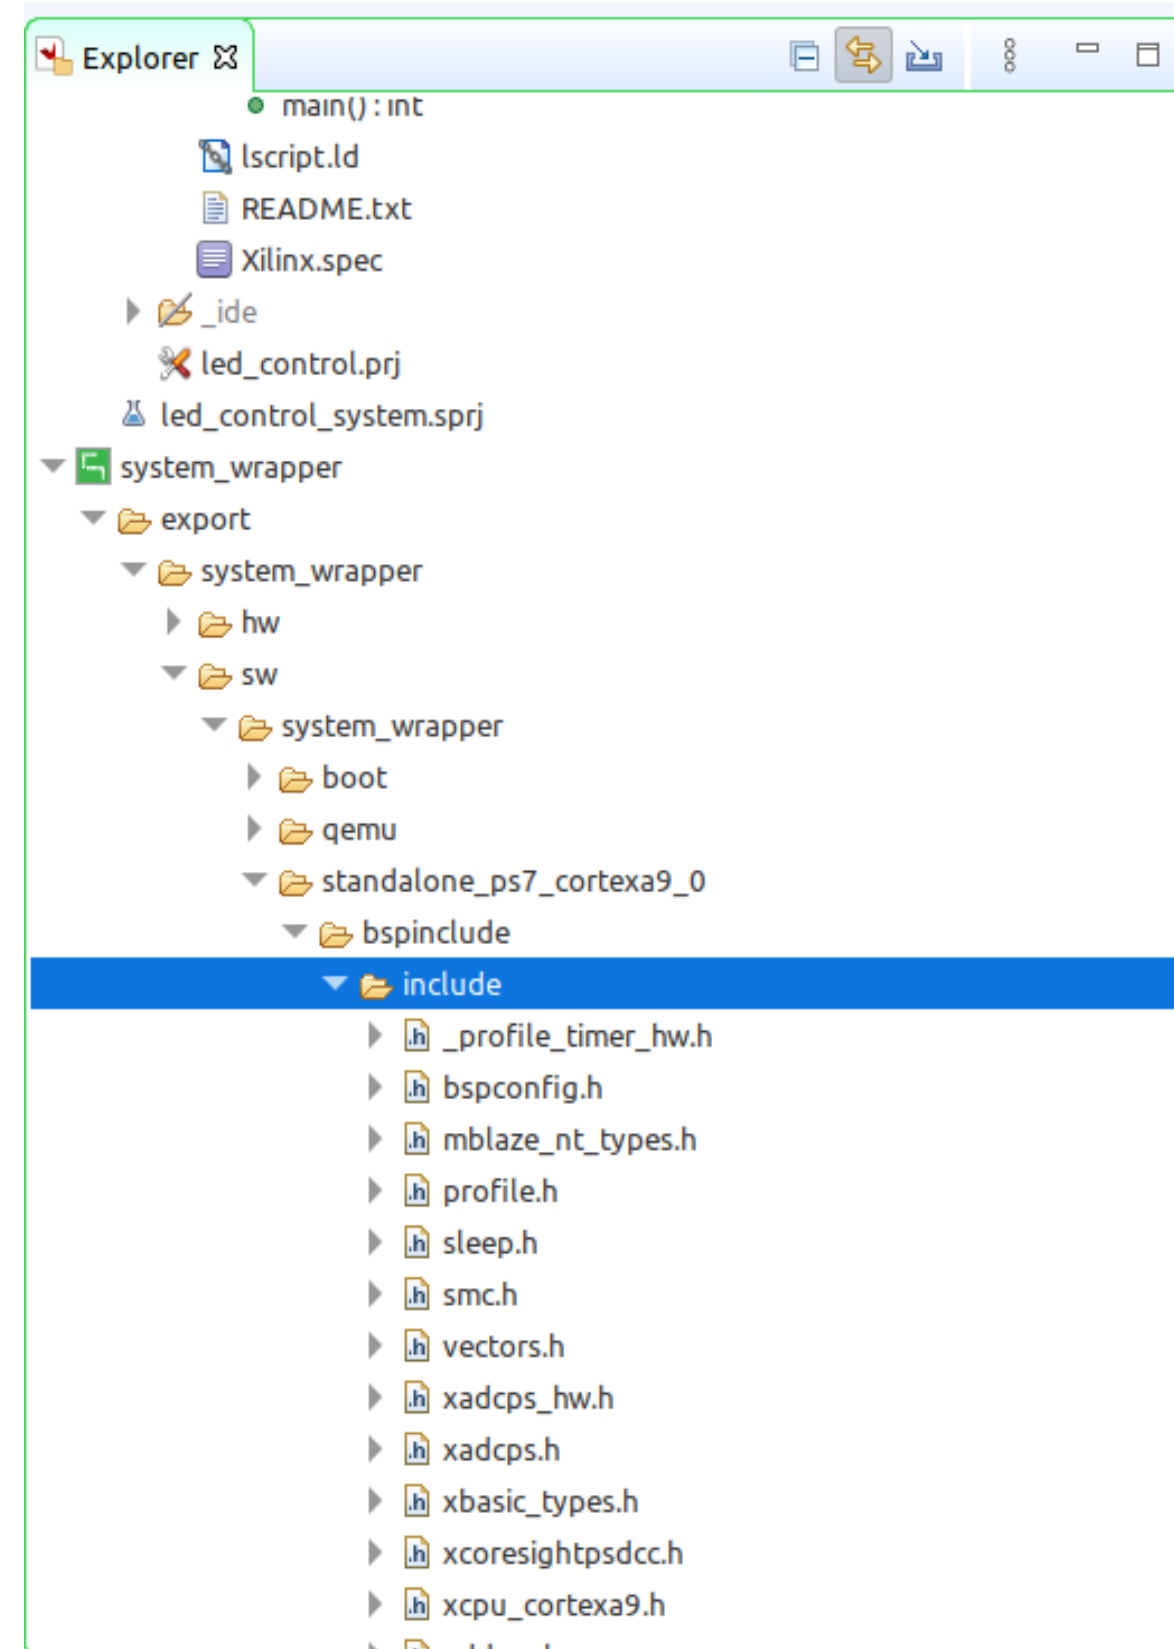 Explorer
main() : int
lscript.ld
README.txt
Xilinx.spec
_ide
led_control.prj
led_control_system.sprj
system_wrapper
export
system_wrapper
hw
sw
system_wrapper
boot
qemu
standalone_ps7_cortexa9_0
bspinclude
include
_profile_timer_hw.h
bspconfig.h
mblaze_nt_types.h
profile.h
sleep.h
smc.h
vectors.h
xadcps_hw.h
xadcps.h
xbasic_types.h
xcoresightpsdcc.h
xcpu_cortexa9.h